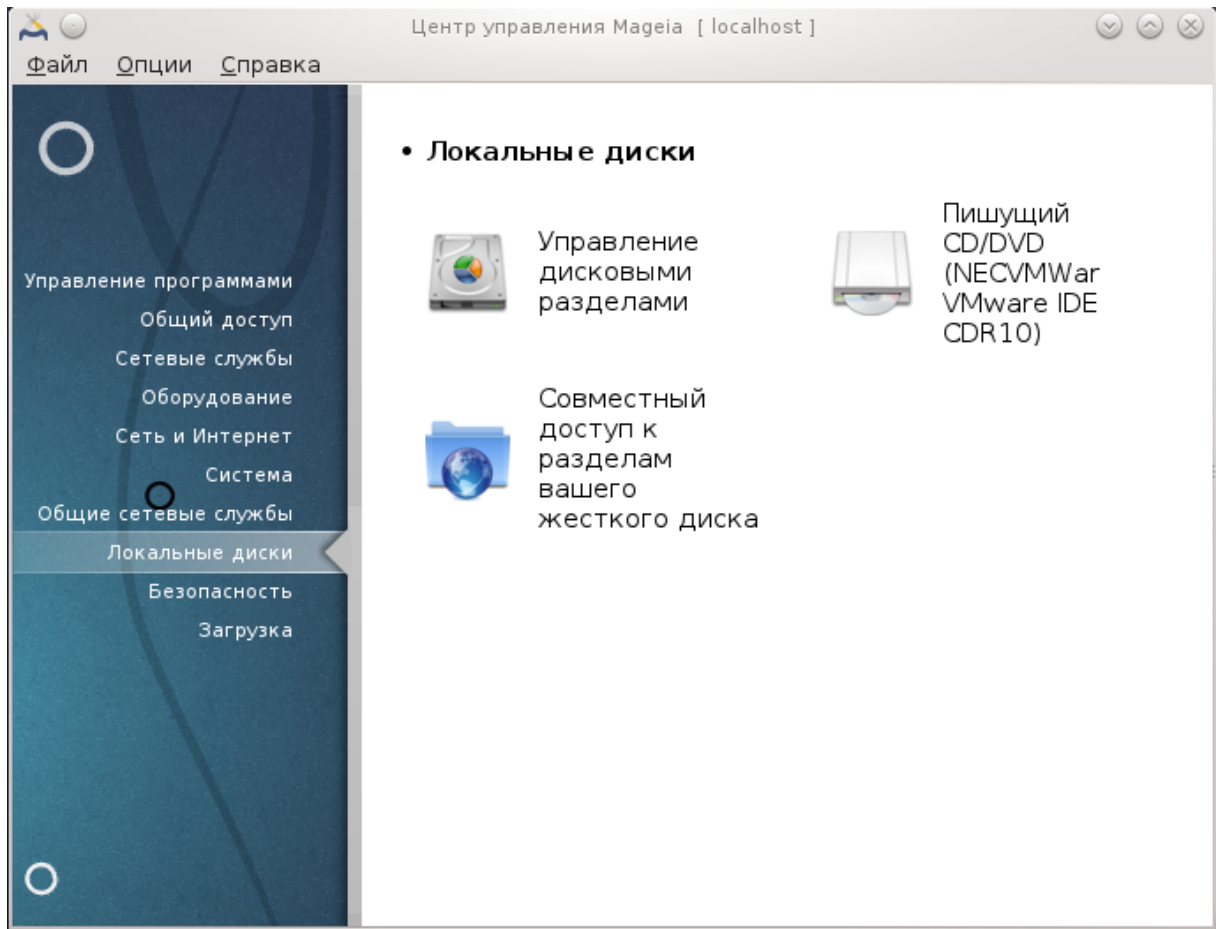 Центр управления Mageia [ localhost ]
Файл Опции Справка
Управление программами
Общий доступ
Сетевые службы
Оборудование
Сеть и Интернет
Система
Общие сетевые службы
Локальные диски
Безопасность
Загрузка
• Локальные диски
Управление
дисковыми
разделами
Пишущий
CD/DVD
(NECVMWar
VMware IDE
CDR10)
Совместный
доступ к
разделам
вашего
жесткого диска